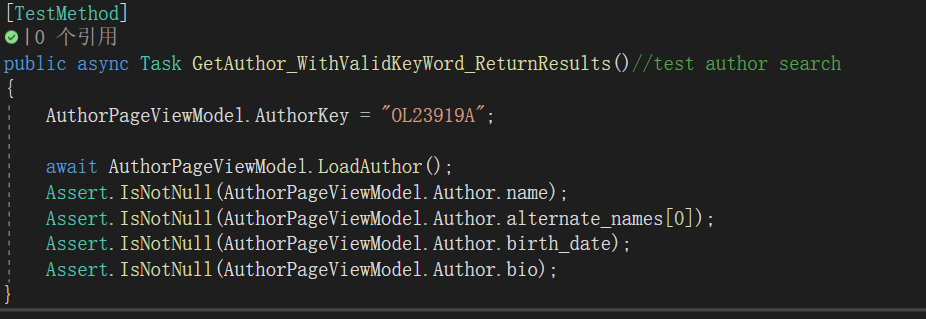 [TestMethod]
|0 个引用
public async Task GetAuthor_WithValidKeyWord_ReturnResults()//test author search
{
AuthorPageViewModel.AuthorKey = "OL23919A";
await AuthorPageViewModel.LoadAuthor();
Assert.IsNotNull(AuthorPageViewModel.Author.name);
Assert.IsNotNull(AuthorPageViewModel.Author.alternate_names[0]);
Assert.IsNotNull(AuthorPageViewModel.Author.birth_date);
Assert.IsNotNull(AuthorPageViewModel.Author.bio);
}